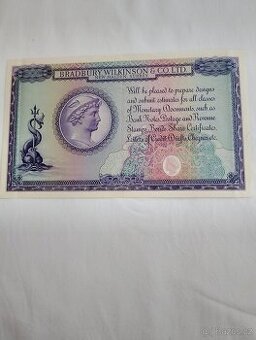 BRADBURY, WILKINSON & CO. LTD.
Will be pleased to prepare designs
and submit estimates for all classes
of Monetary Documents, such as
Bank Notes, Postage and Revenue
Stamps, Bonds, Share Certificates,
Letters of Credit, Drafts, Cheques etc.